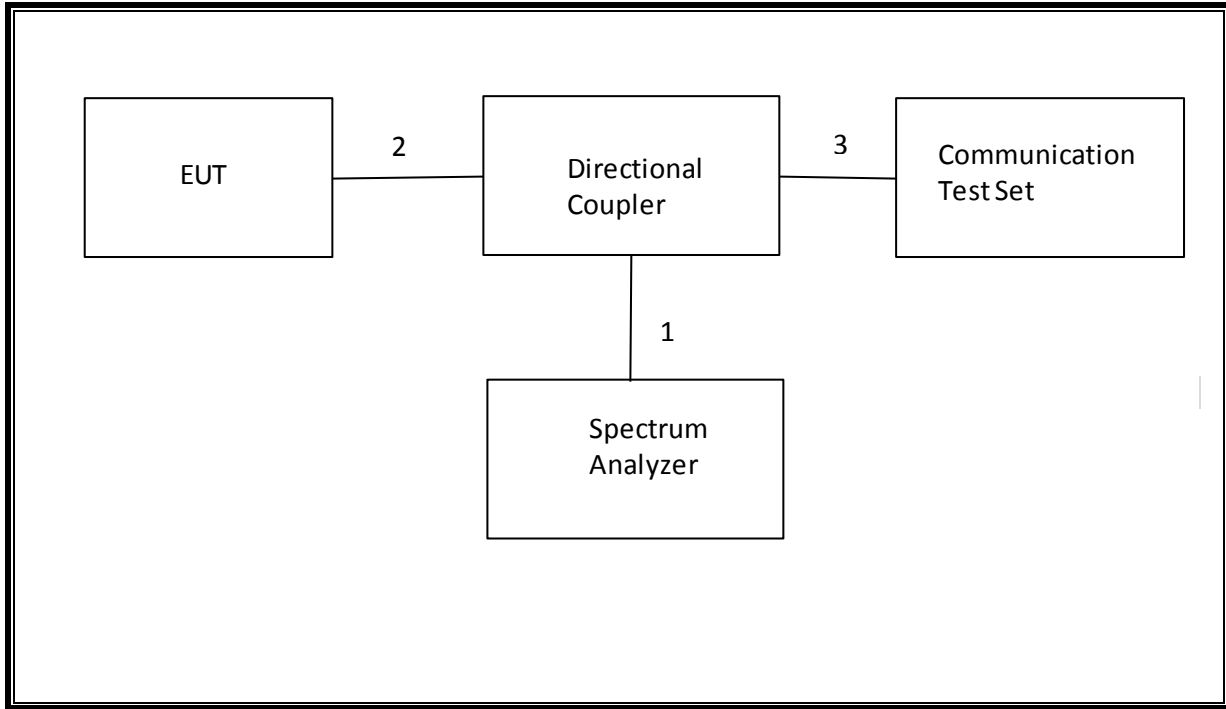 EUT
2
Directional
Coupler
3
Communication
Test Set
1
Spectrum
Analyzer